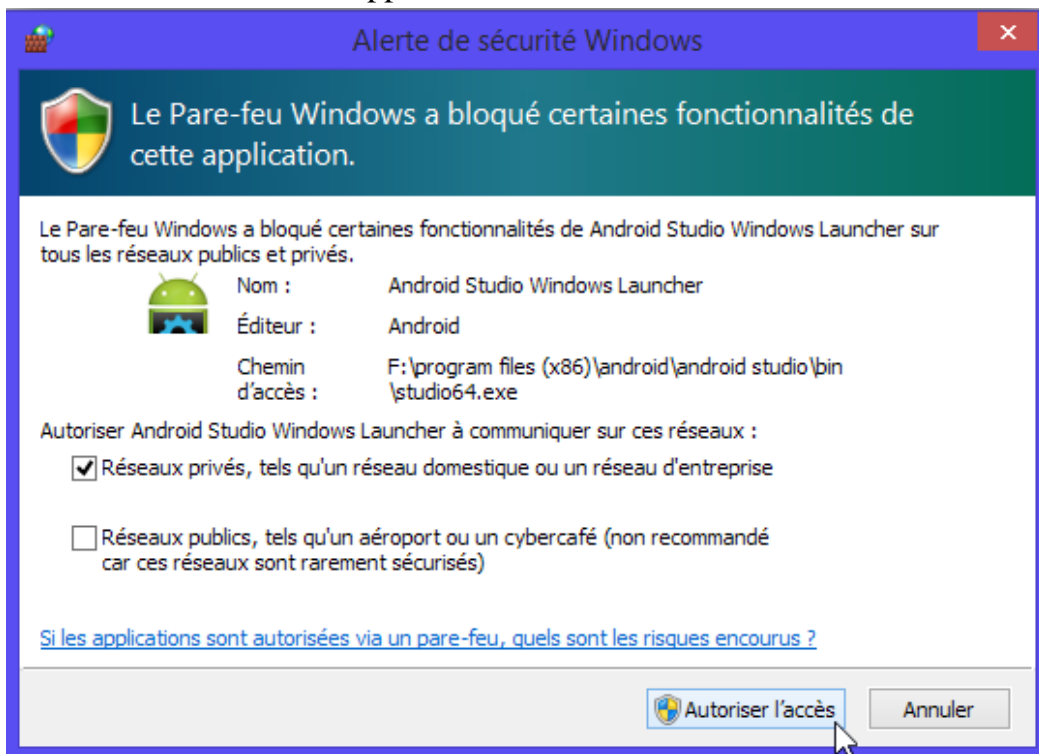 Alerte de sécurité Windows
Le Pare-feu Windows a bloqué certaines fonctionnalités de
cette application.
Le Pare-feu Windows a bloqué certaines fonctionnalités de Android Studio Windows Launcher sur
tous les réseaux publics et privés.
Nom : Android Studio Windows Launcher
Éditeur : Android
Chemin d’accès : F:\program files (x86)\android\android studio\bin
\studio64.exe
Autoriser Android Studio Windows Launcher à communiquer sur ces réseaux :
Réseaux privés, tels qu'un réseau domestique ou un réseau d'entreprise
Réseaux publics, tels qu'un aéroport ou un cybercafé (non recommandé
car ces réseaux sont rarement sécurisés)
Si les applications sont autorisées via un pare-feu, quels sont les risques encourus ?
Autoriser l’accès Annuler